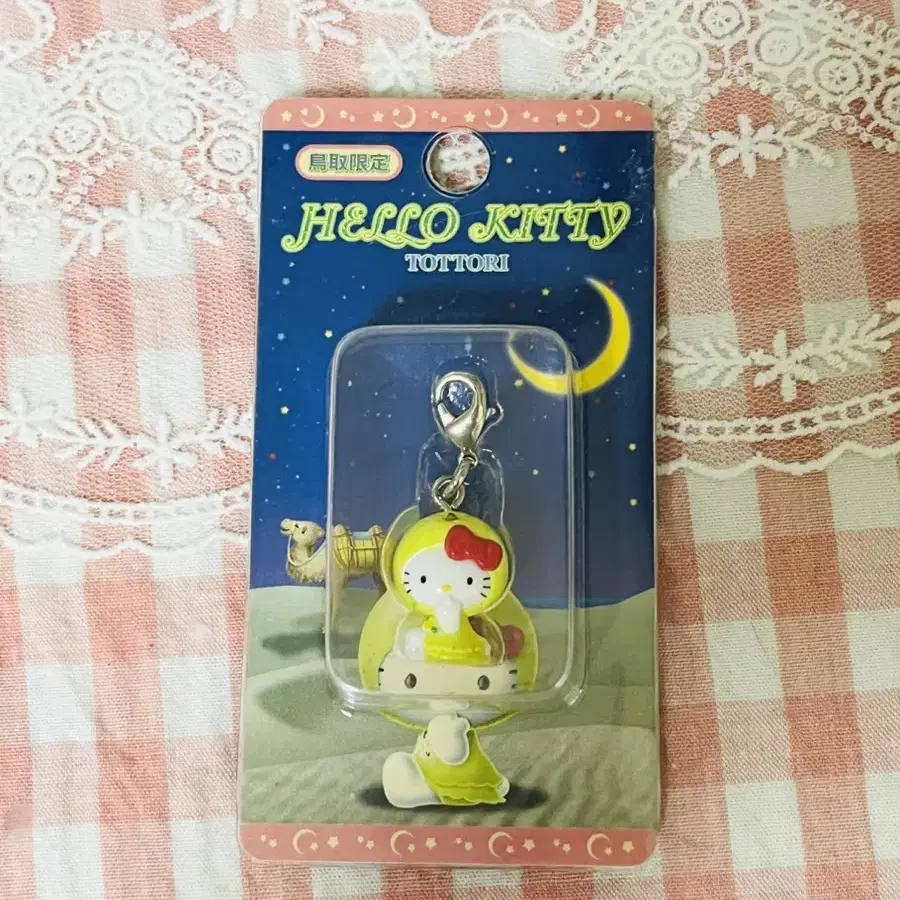 鳥取限定
HELLO KITTY
TOTTORI